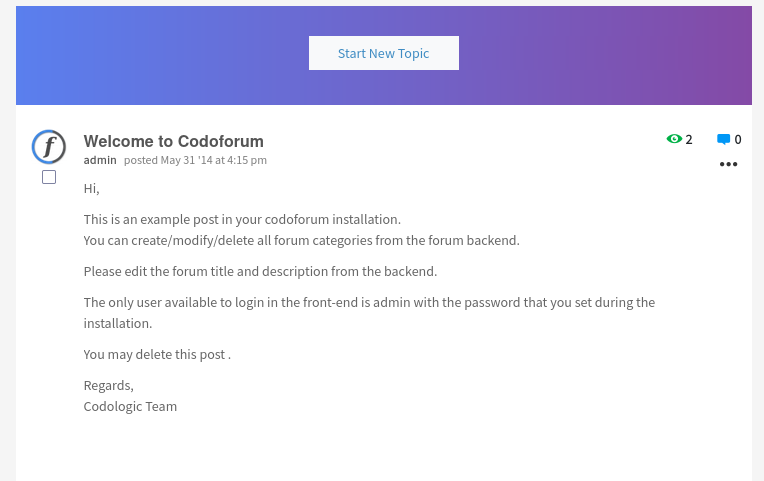 Start New Topic
f
Welcome to Codoforum
2
0
admin posted May 31 '14 at 4:15 pm
Hi,
This is an example post in your codoforum installation.
You can create/modify/delete all forum categories from the forum backend.
Please edit the forum title and description from the backend.
The only user available to login in the front-end is admin with the password that you set during the
installation.
You may delete this post .
Regards,
Codologic Team